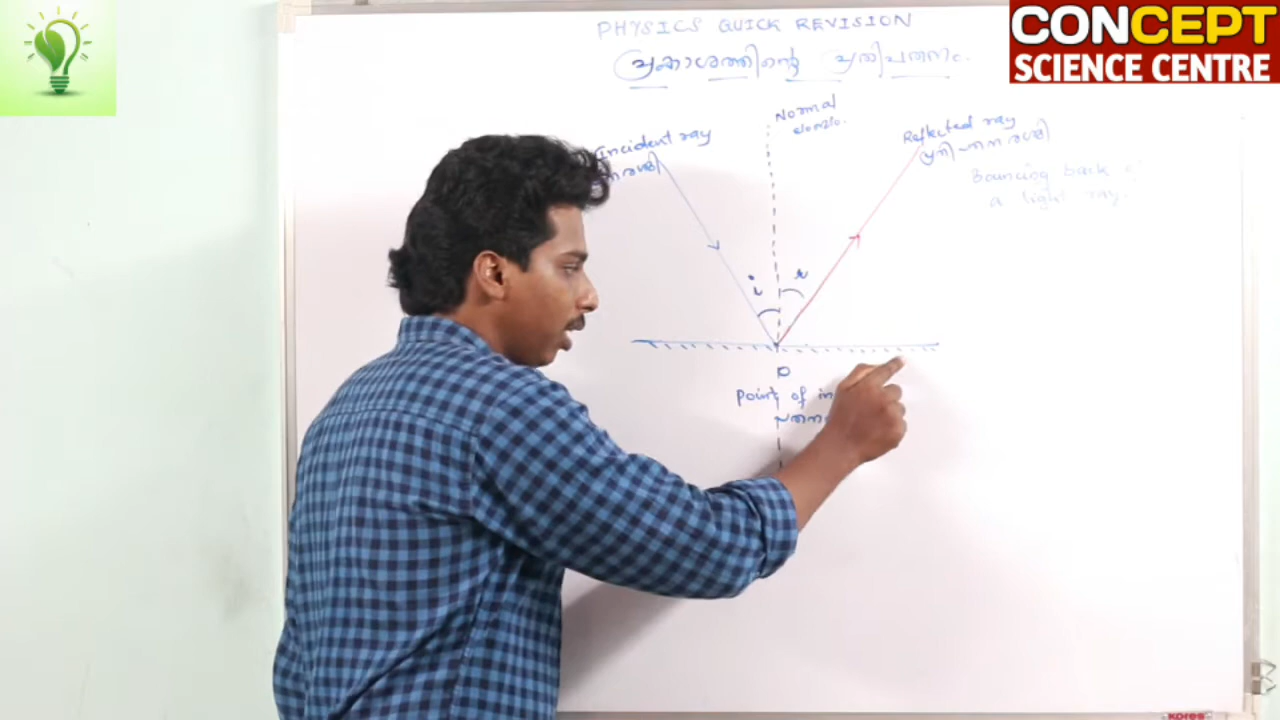 CONCEPT
SCIENCE CENTRE
PHYSICS QUICK REVISION
പ്രകാശത്തിന്റെ പ്രതിപതനം.
Normal
ലംബം.
Incident ray
Reflected ray
Bouncing back
a light ray.
i
r
P
Point of in
KORES